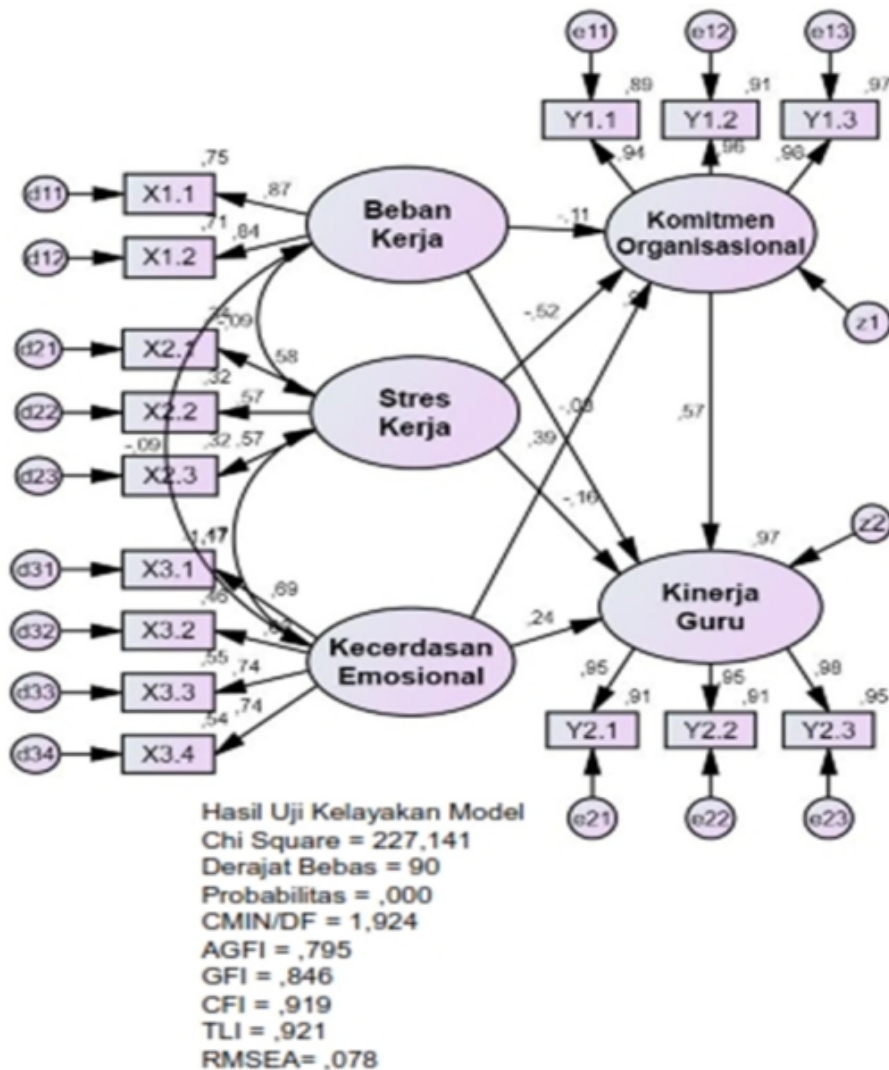 e11 e12 e13
,89 ,91 ,97
Y1.1 Y1.2 Y1.3
,94 ,96 ,98
,75
d11 X1.1 ,87
Beban
Kerja
,71
d12 X1.2 ,84
-,11
Komitmen
Organisasional
z1
-,09
d21 X2.1 ,58
,32
d22 X2.2 ,57
Stres
Kerja
-,52
-,03
,39
,57
-,09 ,32 ,57
d23 X2.3
-,16
z2
,97
Kinerja
Guru
d31 X3.1 ,69
,46
d32 X3.2
Kecerdasan
Emosional
,24
,55
d33 X3.3 ,74
,54
d34 X3.4 ,74
,95 ,95 ,98
,91 ,91 ,95
Y2.1 Y2.2 Y2.3
e21 e22 e23
Hasil Uji Kelayakan Model
Chi Square = 227,141
Derajat Bebas = 90
Probabilitas = ,000
CMIN/DF = 1,924
AGFI = ,795
GFI = ,846
CFI = ,919
TLI = ,921
RMSEA= ,078